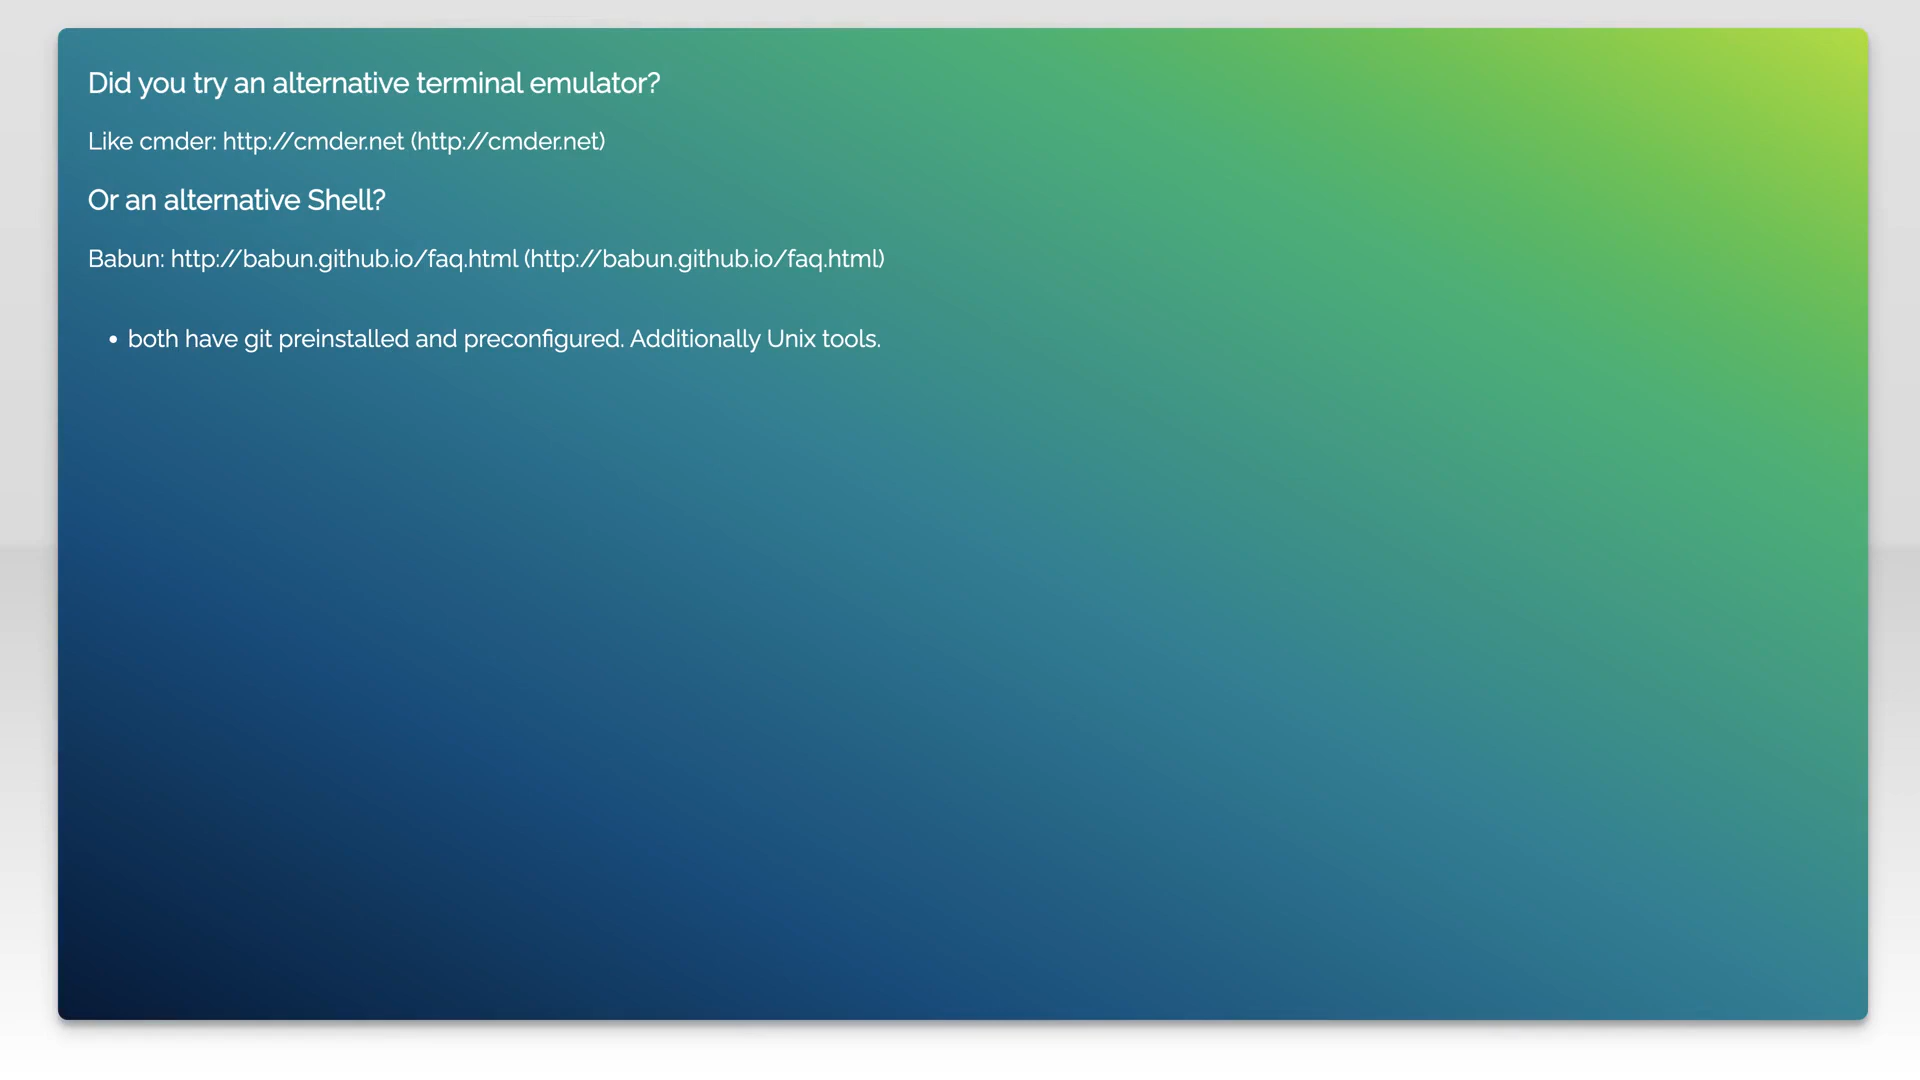 Did you try an alternative terminal emulator?
Like cmder: http://cmder.net (http://cmder.net)
Or an alternative Shell?
Babun: http://babun.github.io/faq.html (http://babun.github.io/faq.html)
• both have git preinstalled and preconfigured. Additionally Unix tools.